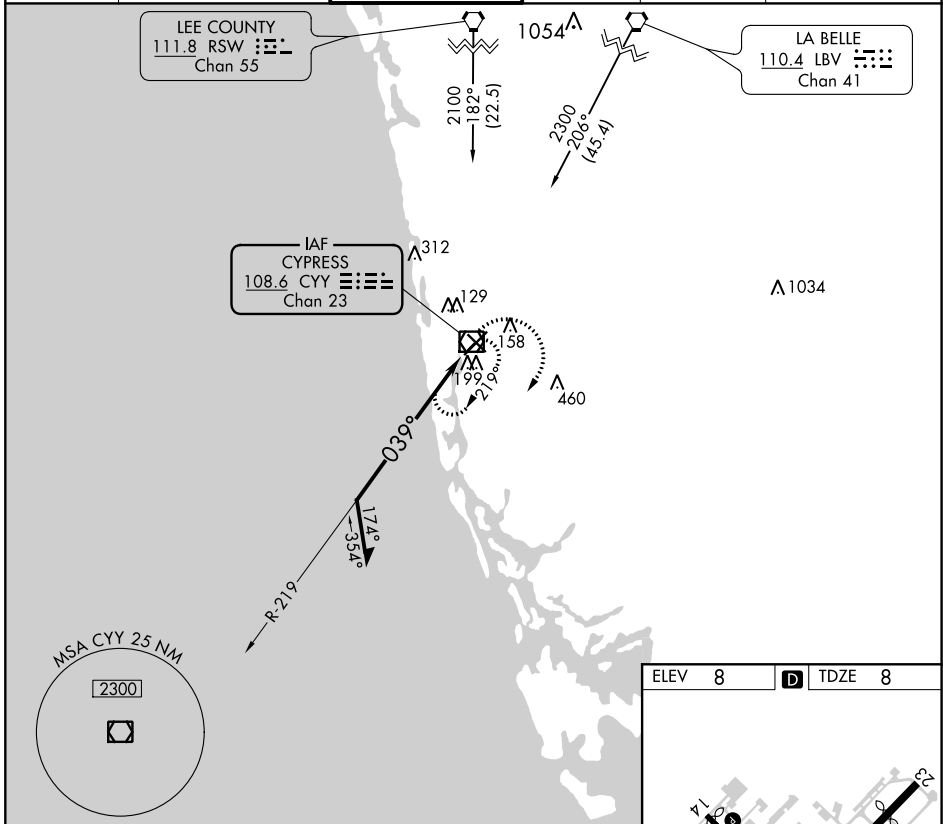 LEE COUNTY
111.8 RSW
Chan 55
1054
LA BELLE
110.4 LBV
Chan 41
2100
182°
(22.5)
2300
206°
(45.4)
IAF
CYPRESS
108.6 CYY
Chan 23
312
129
158
199
219°
460
1034
039°
174°
354°
R-219
MSA CYY 25 NM
2300
ELEV 8
D
TDZE 8
14
23